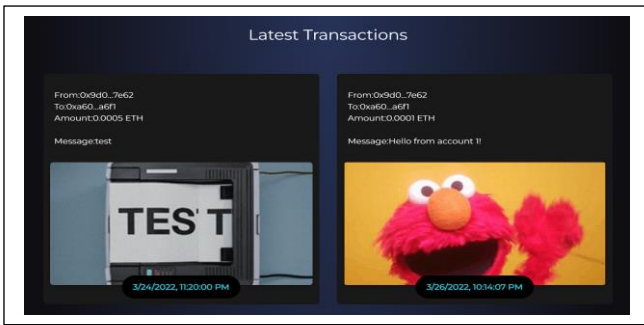 Latest Transactions
From:0x9d0...7e62
To:0xa60...a6f1
Amount:0.0005 ETH
Message:test
TEST
3/24/2022, 11:20:00 PM
From:0x9d0...7e62
To:0xa60...a6f1
Amount:0.0001 ETH
Message:Hello from account 1!
3/26/2022, 10:14:07 PM